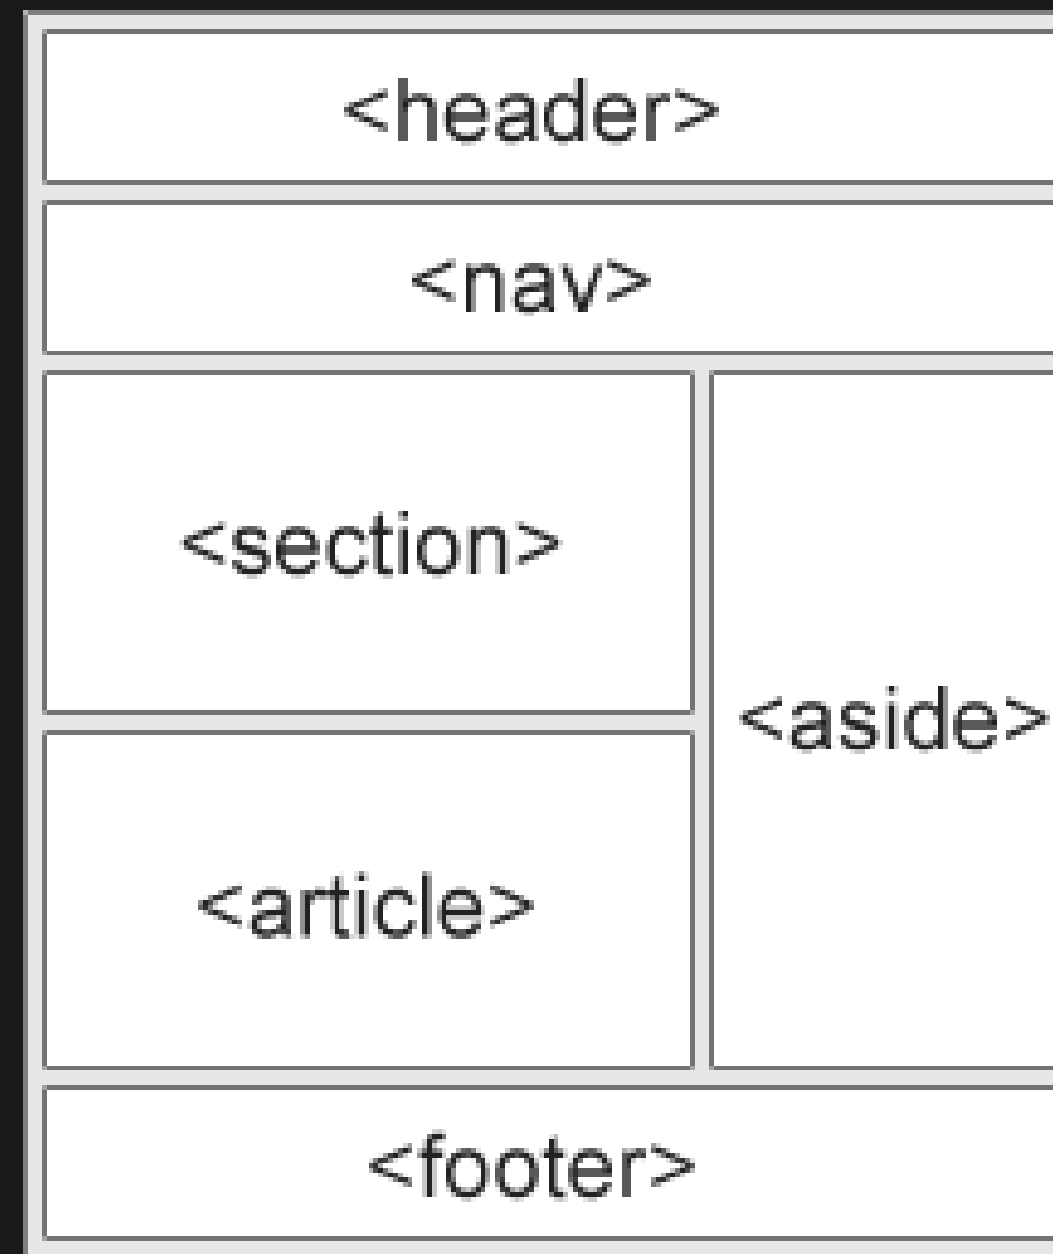 <header>
<nav>
<section>
<aside>
<article>
<footer>